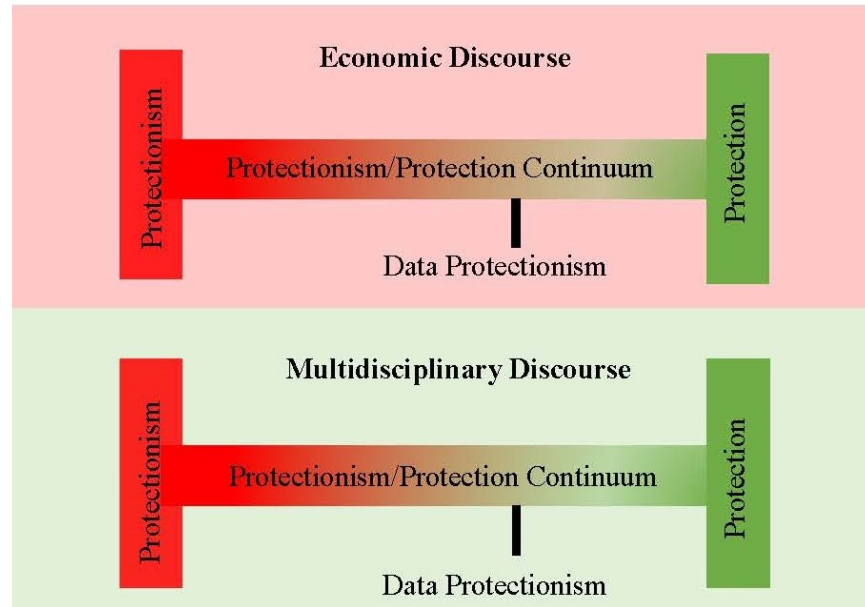 Economic Discourse
Protectionism
Protectionism/Protection Continuum
Protection
Data Protectionism
Multidisciplinary Discourse
Protectionism
Protectionism/Protection Continuum
Protection
Data Protectionism